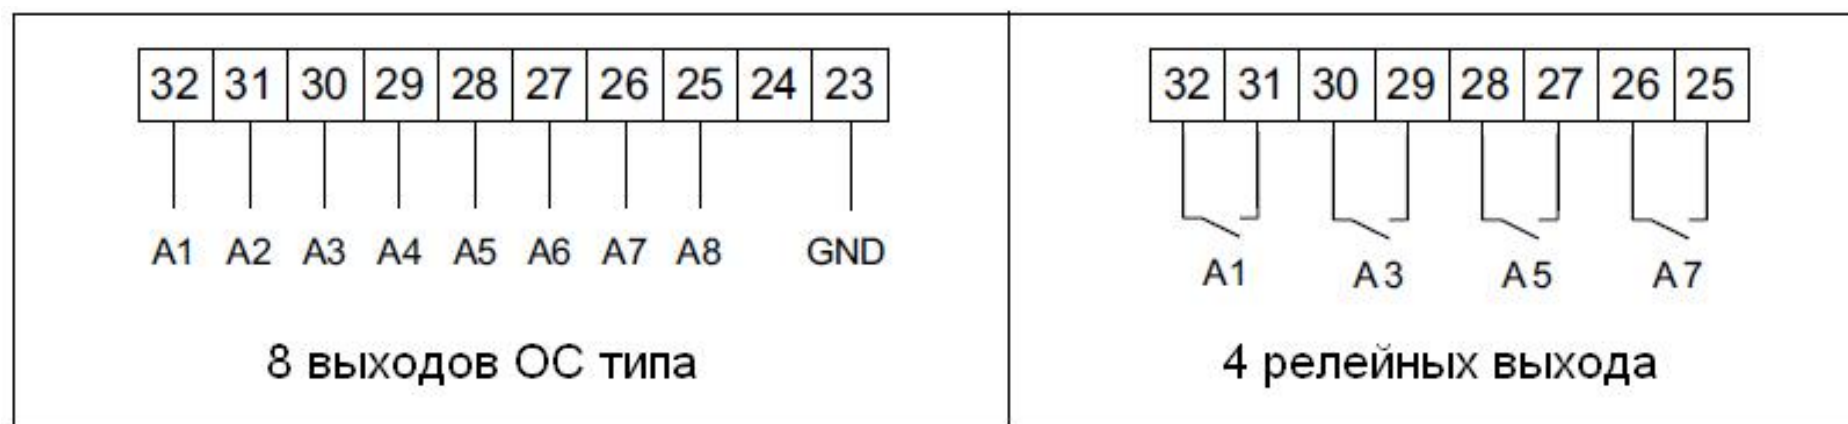 32 31 30 29 28 27 26 25 24 23
A1 A2 A3 A4 A5 A6 A7 A8 GND
8 выходов ОС типа
32 31 30 29 28 27 26 25
A1 A3 A5 A7
4 релейных выхода